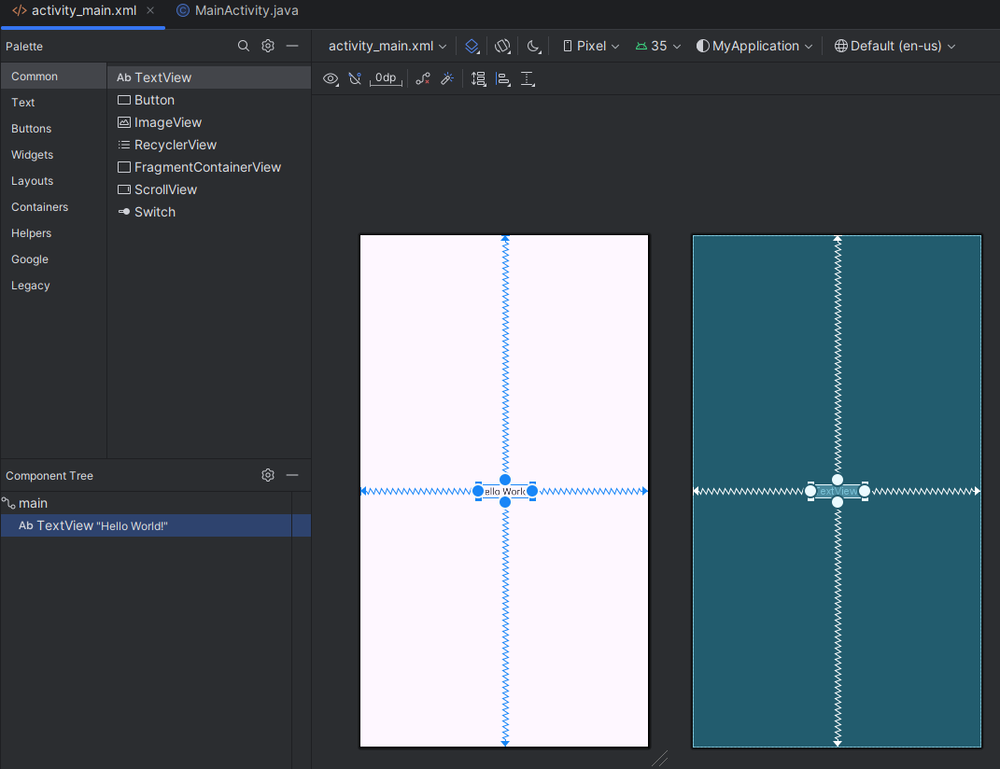 </> activity_main.xml MainActivity.java
Palette
activity_main.xml Pixel 35 MyApplication Default (en-us)
0dp
Common
Text
Buttons
Widgets
Layouts
Containers
Helpers
Google
Legacy
Ab TextView
Button
ImageView
RecyclerView
FragmentContainerView
ScrollView
Switch
Component Tree
main
Ab TextView "Hello World!"
ello Worl
TextView